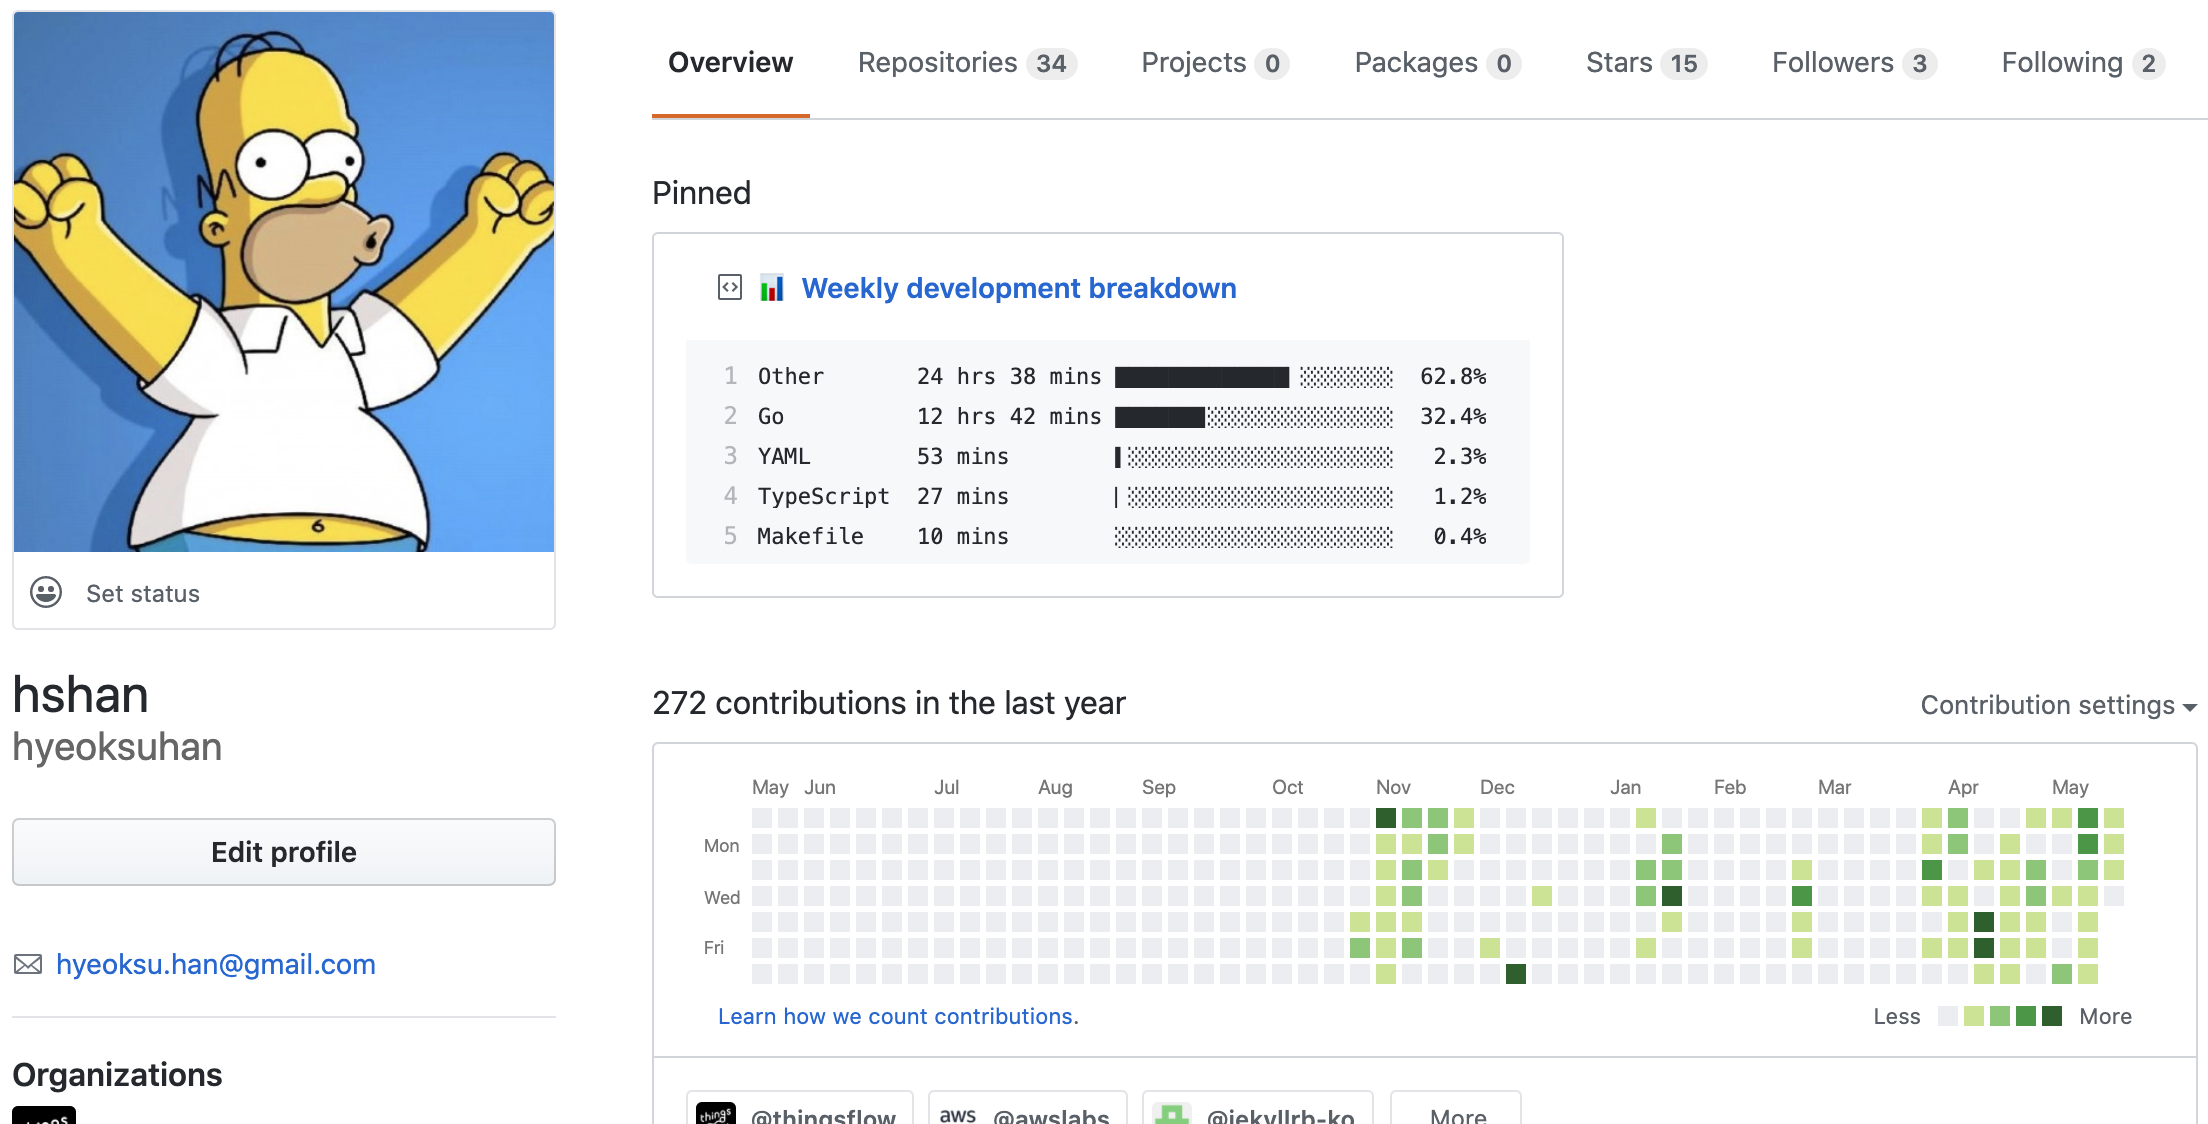 Overview Repositories 34 Projects 0 Packages 0 Stars 15 Followers 3 Following 2
Set status
hshan
hyeoksuhan
Edit profile
hyeoksu.han@gmail.com
Organizations
Pinned
Weekly development breakdown
1 Other 24 hrs 38 mins 62.8%
2 Go 12 hrs 42 mins 32.4%
3 YAML 53 mins 2.3%
4 TypeScript 27 mins 1.2%
5 Makefile 10 mins 0.4%
272 contributions in the last year
Contribution settings
May Jun Jul Aug Sep Oct Nov Dec Jan Feb Mar Apr May
Mon
Wed
Fri
Learn how we count contributions.
Less More
things @thingsflow aws @awslabs @jekyllrb-ko More